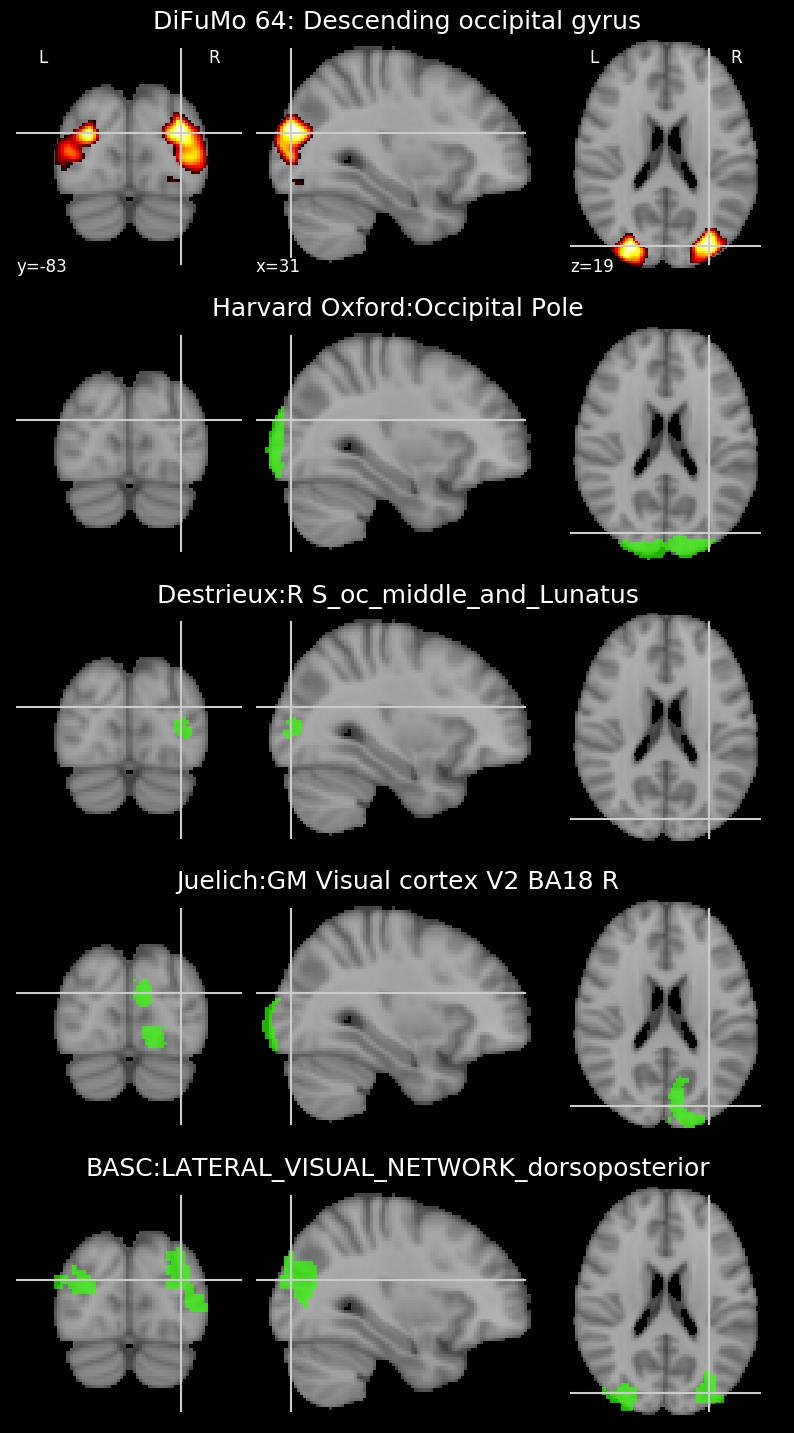 DiFuMo 64: Descending occipital gyrus
L R L R
y=-83 x=31 z=19
Harvard Oxford:Occipital Pole
Destrieux:R S_oc_middle_and_Lunatus
Juelich:GM Visual cortex V2 BA18 R
BASC:LATERAL_VISUAL_NETWORK_dorsoposterior